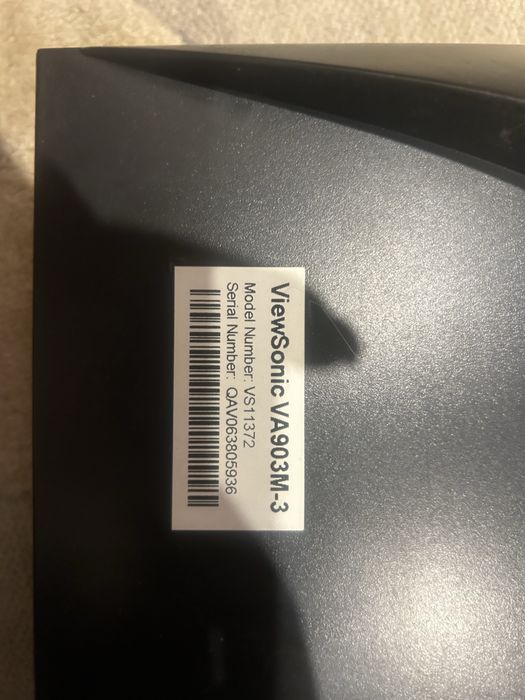 ViewSonic VA903M-3
Model Number: VS11372
Serial Number: QAV063805936